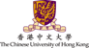 香港中文大學
The Chinese University of Hong Kong